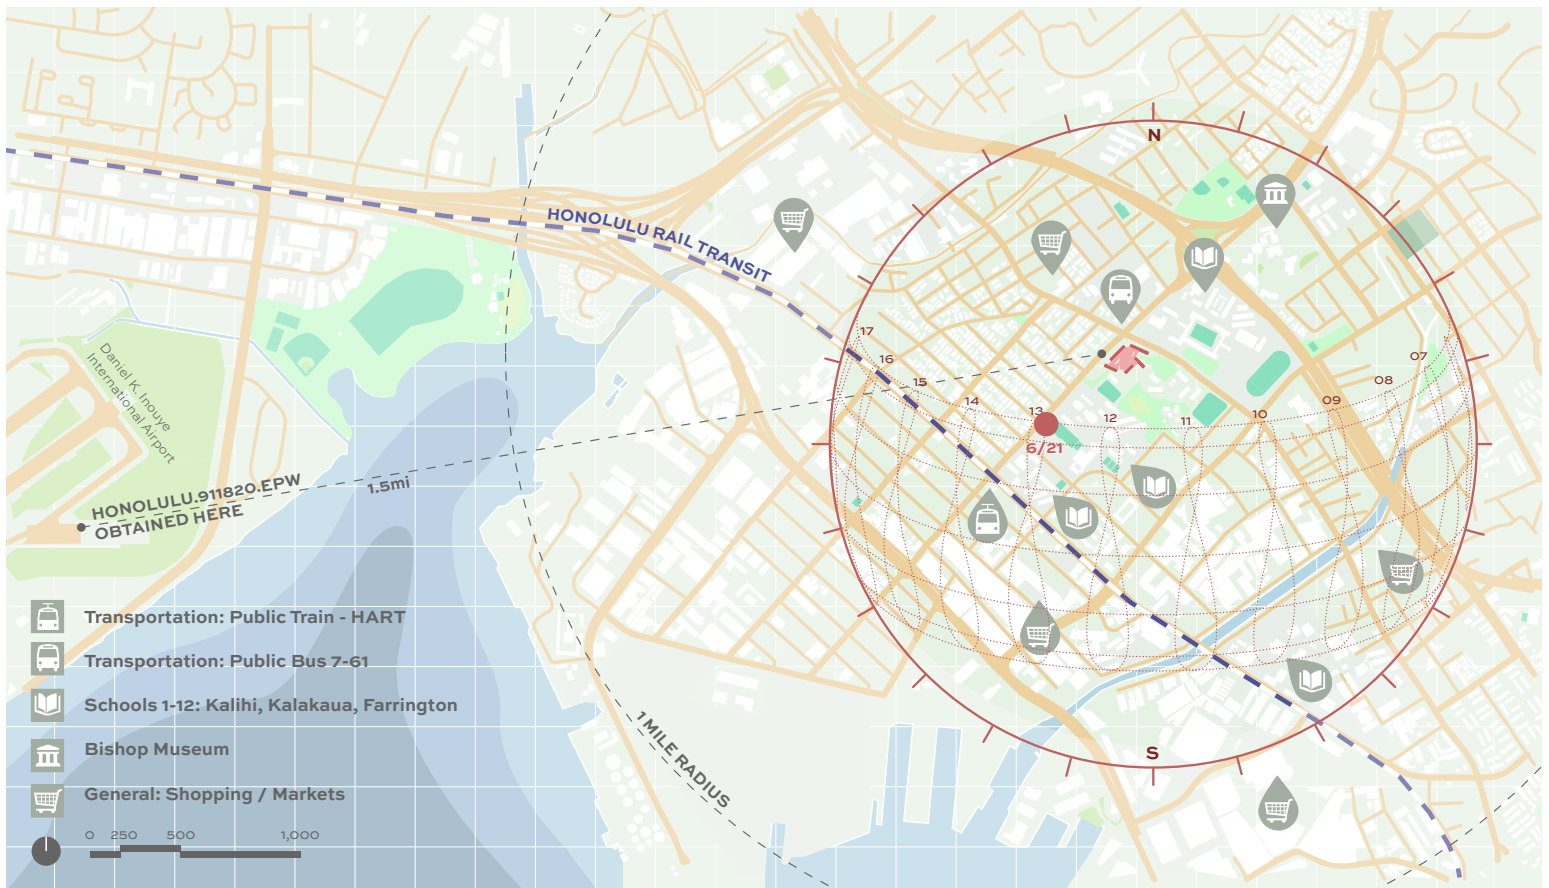 N
HONOLULU RAIL TRANSIT
17
16
15
14
13
12
11
10
09
08
07
6/21
Daniel K. Inouye
International Airport
HONOLULU.911820.EPW
OBTAINED HERE
1.5mi
Transportation: Public Train - HART
Transportation: Public Bus 7-61
Schools 1-12: Kalihi, Kalakaua, Farrington
Bishop Museum
General: Shopping / Markets
1 MILE RADIUS
S
0 250 500 1,000